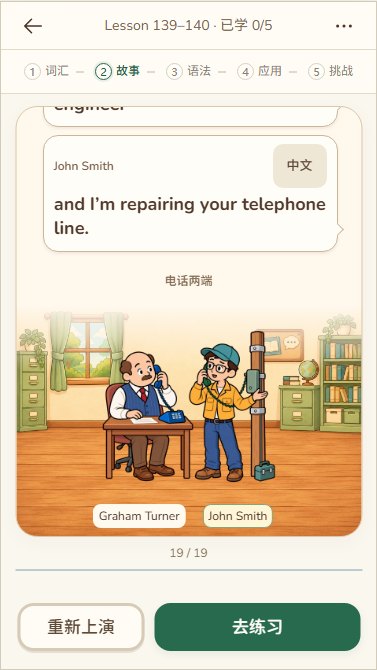 Lesson 139–140 · 已学 0/5
1 词汇 — 2 故事 — 3 语法 — 4 应用 — 5 挑战
engineer
John Smith
中文
and I'm repairing your telephone
line.
电话两端
Graham Turner
John Smith
19 / 19
重新上演
去练习